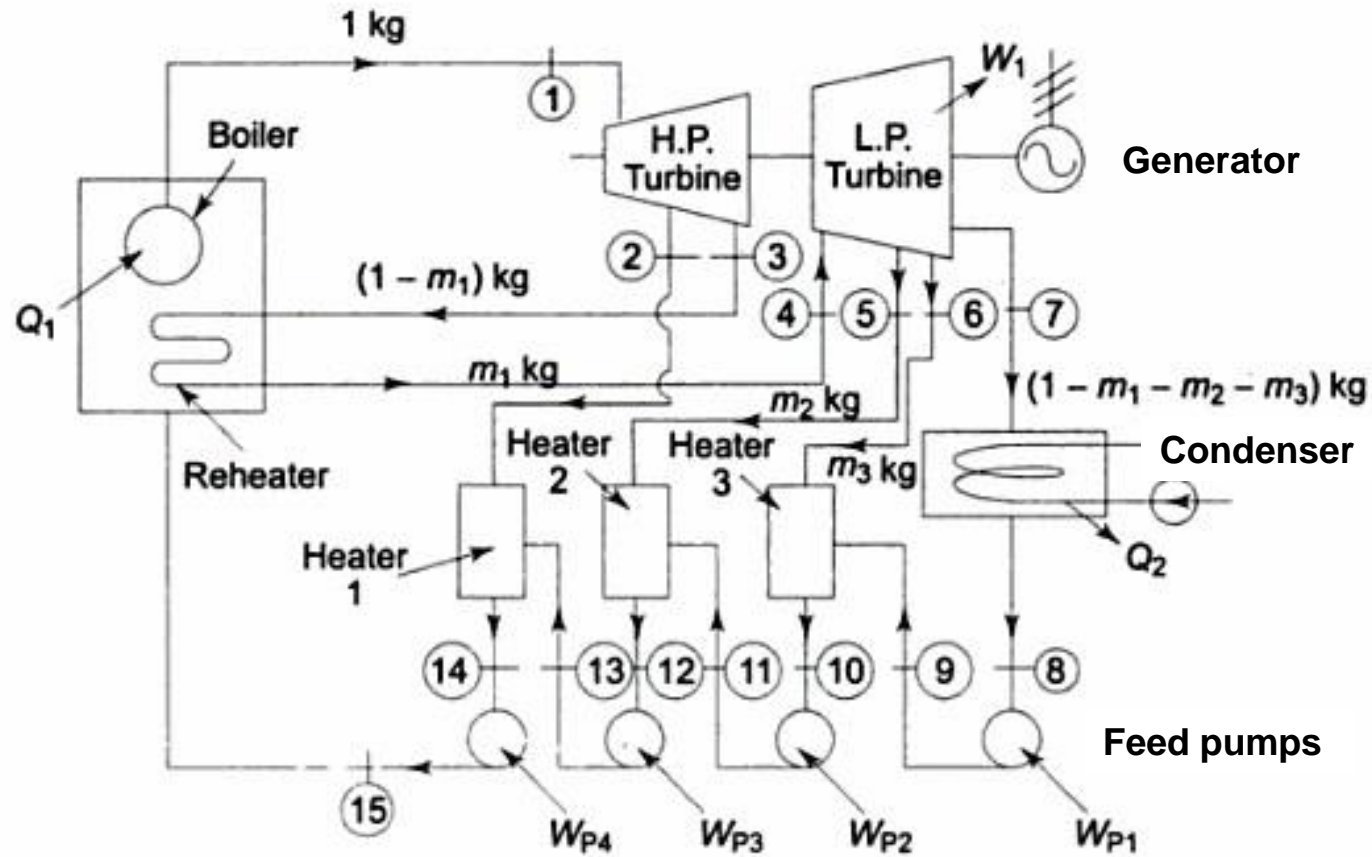 1 kg
1
W1
Boiler
H.P.
Turbine
L.P.
Turbine
Generator
2
3
(1 – m1) kg
Q1
4
5
6
7
m1 kg
m2 kg
(1 – m1 – m2 – m3) kg
Reheater
Heater
2
Heater
3
m3 kg
Condenser
Heater
1
Q2
14
13
12
11
10
9
8
Feed pumps
15
WP4
WP3
WP2
WP1